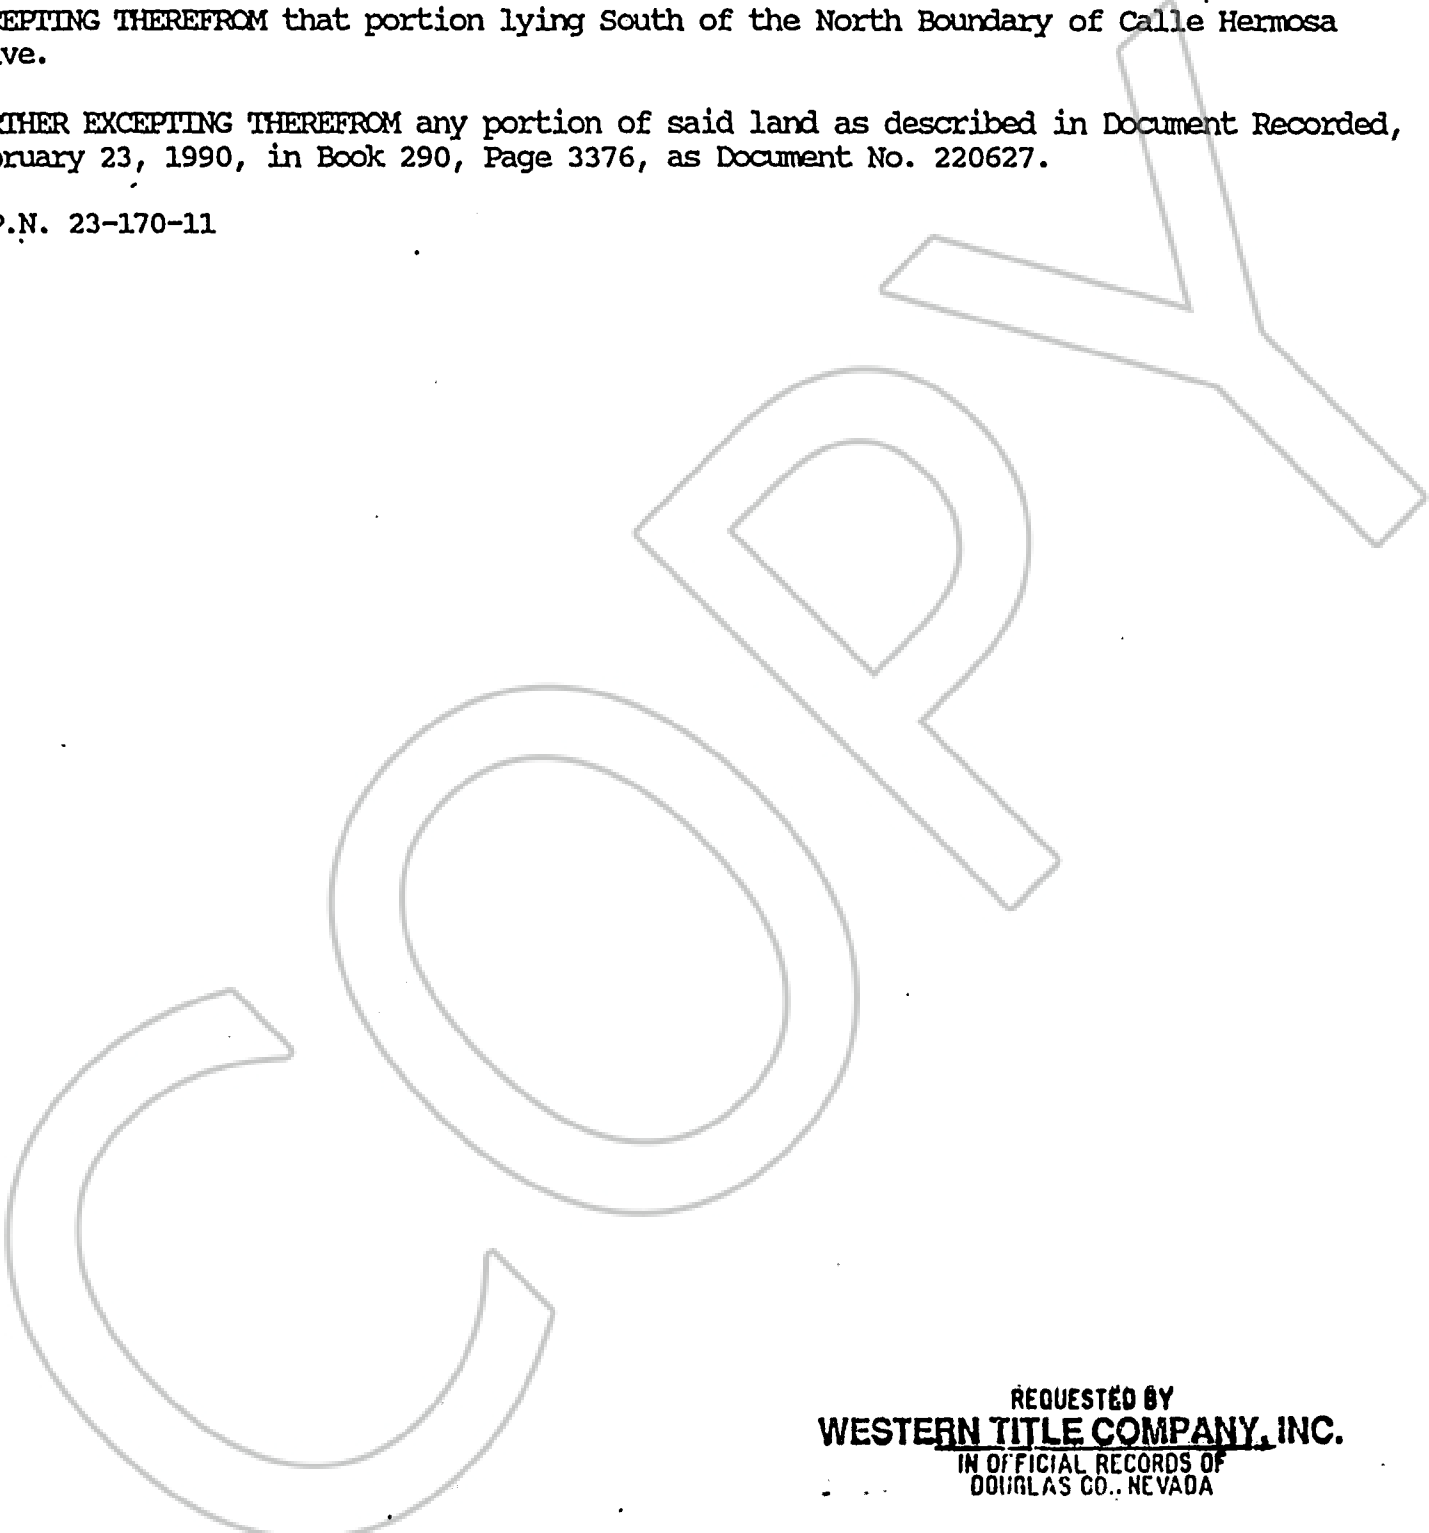 EPTING THEREFROM that portion lying South of the North Boundary of Calle Hermosa
ve.
THER EXCEPTING THEREFROM any portion of said land as described in Document Recorded,
ruary 23, 1990, in Book 290, Page 3376, as Document No. 220627.
P.N. 23-170-11
COPY
REQUESTED BY
WESTERN TITLE COMPANY, INC.
IN OFFICIAL RECORDS OF
DOUGLAS CO., NEVADA